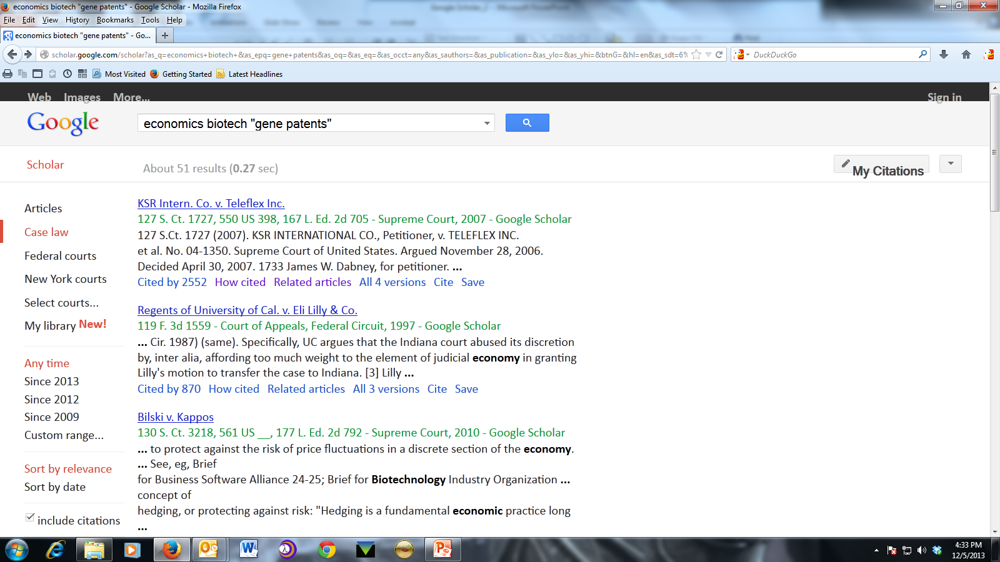 economics biotech "gene patents" - Google Scholar - Mozilla Firefox
File Edit View History Bookmarks Tools Help
economics biotech "gene patents" - Go...
scholar.google.com/scholar?as_q=economics+biotech+&as_epq=gene+patents&as_oq=&as_eq=&as_occt=any&as_sauthors=&as_publication=&as_ylo=&as_yhi=&btnG=&hl=en&as_sdt=6%
DuckDuckGo
Most Visited Getting Started Latest Headlines
Web Images More... Sign in
Google
economics biotech "gene patents"
Scholar
About 51 results (0.27 sec)
My Citations
Articles
Case law
Federal courts
New York courts
Select courts...
My library New!
Any time
Since 2013
Since 2012
Since 2009
Custom range...
Sort by relevance
Sort by date
include citations
KSR Intern. Co. v. Teleflex Inc.
127 S. Ct. 1727, 550 US 398, 167 L. Ed. 2d 705 - Supreme Court, 2007 - Google Scholar
127 S.Ct. 1727 (2007). KSR INTERNATIONAL CO., Petitioner, v. TELEFLEX INC.
et al. No. 04-1350. Supreme Court of United States. Argued November 28, 2006.
Decided April 30, 2007. 1733 James W. Dabney, for petitioner. ...
Cited by 2552 How cited Related articles All 4 versions Cite Save
Regents of University of Cal. v. Eli Lilly & Co.
119 F. 3d 1559 - Court of Appeals, Federal Circuit, 1997 - Google Scholar
... Cir. 1987) (same). Specifically, UC argues that the Indiana court abused its discretion
by, inter alia, affording too much weight to the element of judicial economy in granting
Lilly's motion to transfer the case to Indiana. [3] Lilly ...
Cited by 870 How cited Related articles All 3 versions Cite Save
Bilski v. Kappos
130 S. Ct. 3218, 561 US __, 177 L. Ed. 2d 792 - Supreme Court, 2010 - Google Scholar
... to protect against the risk of price fluctuations in a discrete section of the economy.
... See, eg, Brief
for Business Software Alliance 24-25; Brief for Biotechnology Industry Organization ...
concept of
hedging, or protecting against risk: "Hedging is a fundamental economic practice long
...
4:33 PM
12/5/2013